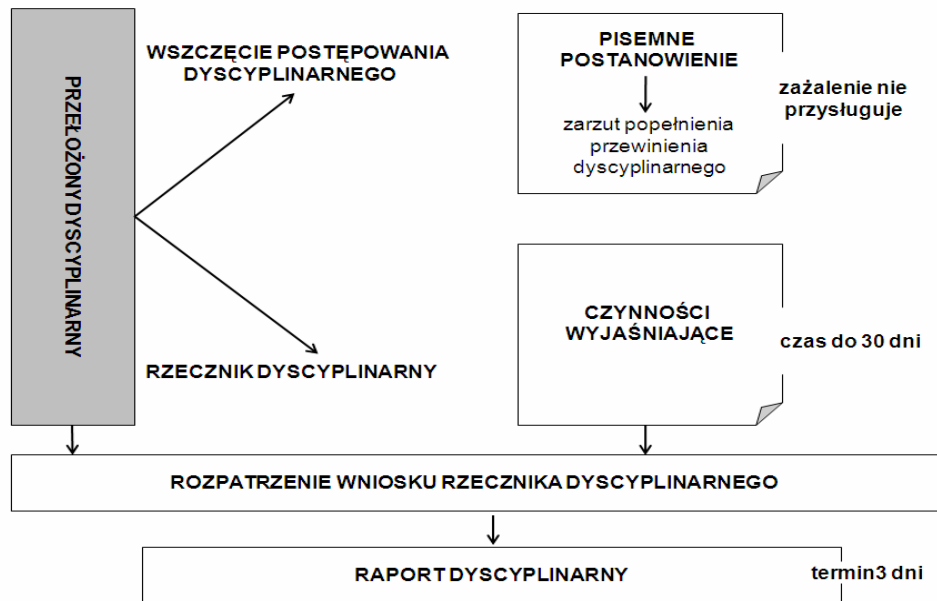 PRZEŁOŻONY DYSCYPLINARNY
WSZCZĘCIE POSTĘPOWANIA
DYSCYPLINARNEGO
PISEMNE
POSTANOWIENIE
zarzut popełnienia
przewinienia
dyscyplinarnego
zażalenie nie
przysługuje
RZECZNIK DYSCYPLINARNY
CZYNNOŚCI
WYJAŚNIAJĄCE
czas do 30 dni
ROZPATRZENIE WNIOSKU RZECZNIKA DYSCYPLINARNEGO
RAPORT DYSCYPLINARNY
termin3 dni